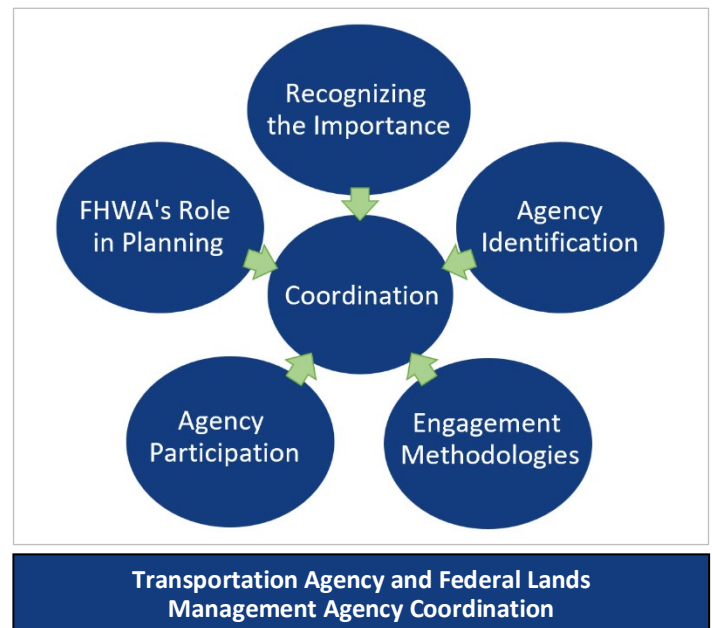 Recognizing
the Importance
FHWA's Role
in Planning
Agency
Identification
Coordination
Agency
Participation
Engagement
Methodologies
Transportation Agency and Federal Lands
Management Agency Coordination